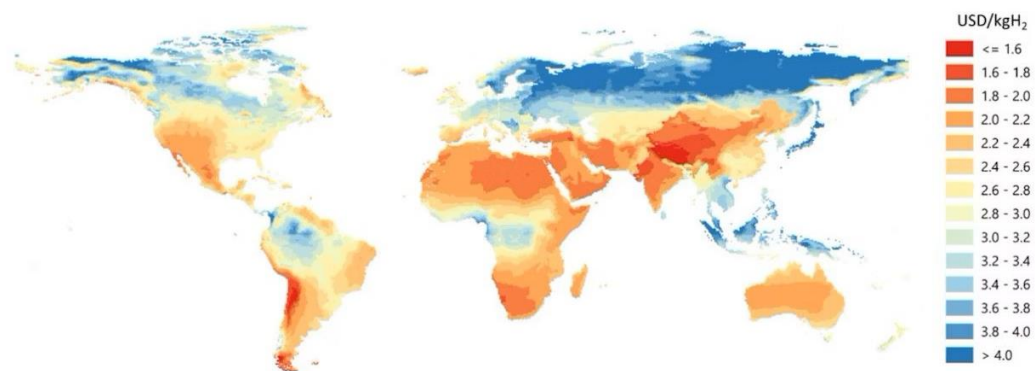 USD/kgH₂
<= 1.6
1.6 - 1.8
1.8 - 2.0
2.0 - 2.2
2.2 - 2.4
2.4 - 2.6
2.6 - 2.8
2.8 - 3.0
3.0 - 3.2
3.2 - 3.4
3.4 - 3.6
3.6 - 3.8
3.8 - 4.0
> 4.0